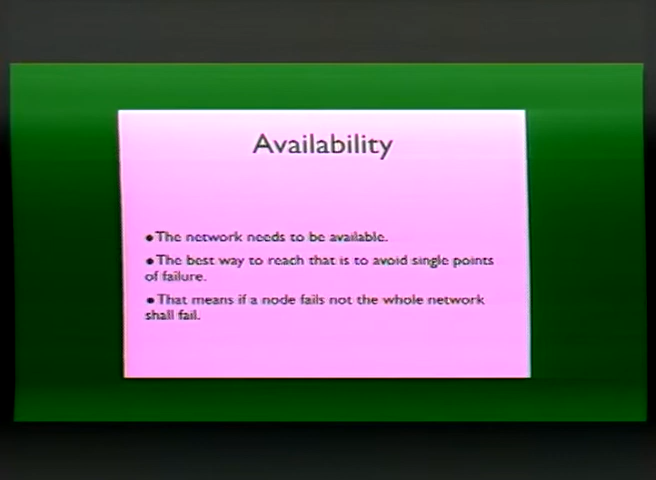 Availability
●The network needs to be available.
●The best way to reach that is to avoid single points
of failure.
●That means if a node fails not the whole network
shall fail.